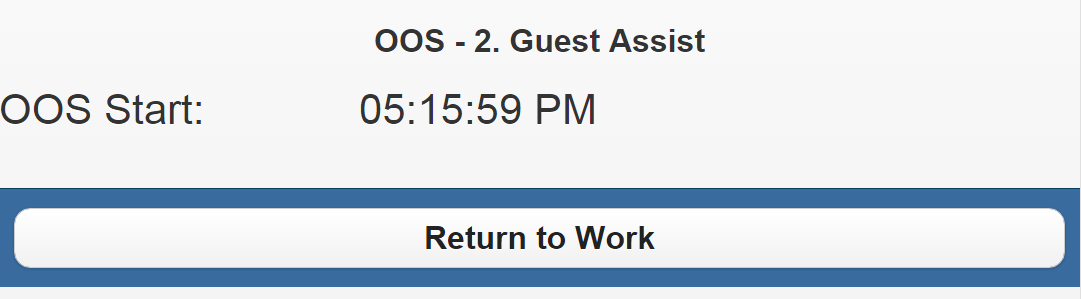 OOS - 2. Guest Assist
OOS Start: 05:15:59 PM
Return to Work